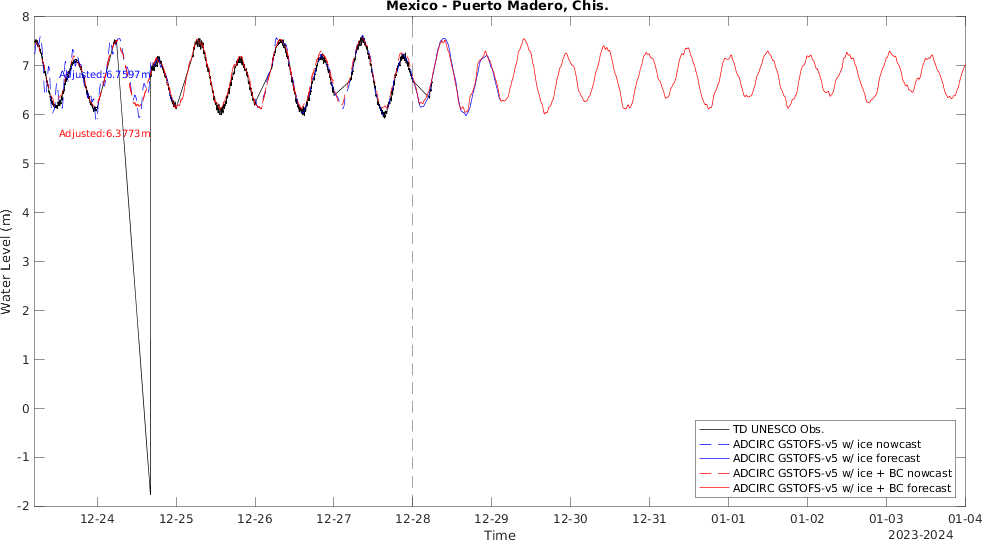 Mexico - Puerto Madero, Chis.
8
7
6
5
4
3
2
1
0
-1
-2
Water Level (m)
Adjusted:6.7597m
Adjusted:6.3773m
TD UNESCO Obs.
ADCIRC GSTOFS-v5 w/ ice nowcast
ADCIRC GSTOFS-v5 w/ ice forecast
ADCIRC GSTOFS-v5 w/ ice + BC nowcast
ADCIRC GSTOFS-v5 w/ ice + BC forecast
12-24 12-25 12-26 12-27 12-28 12-29 12-30 12-31 01-01 01-02 01-03 01-04
Time
2023-2024